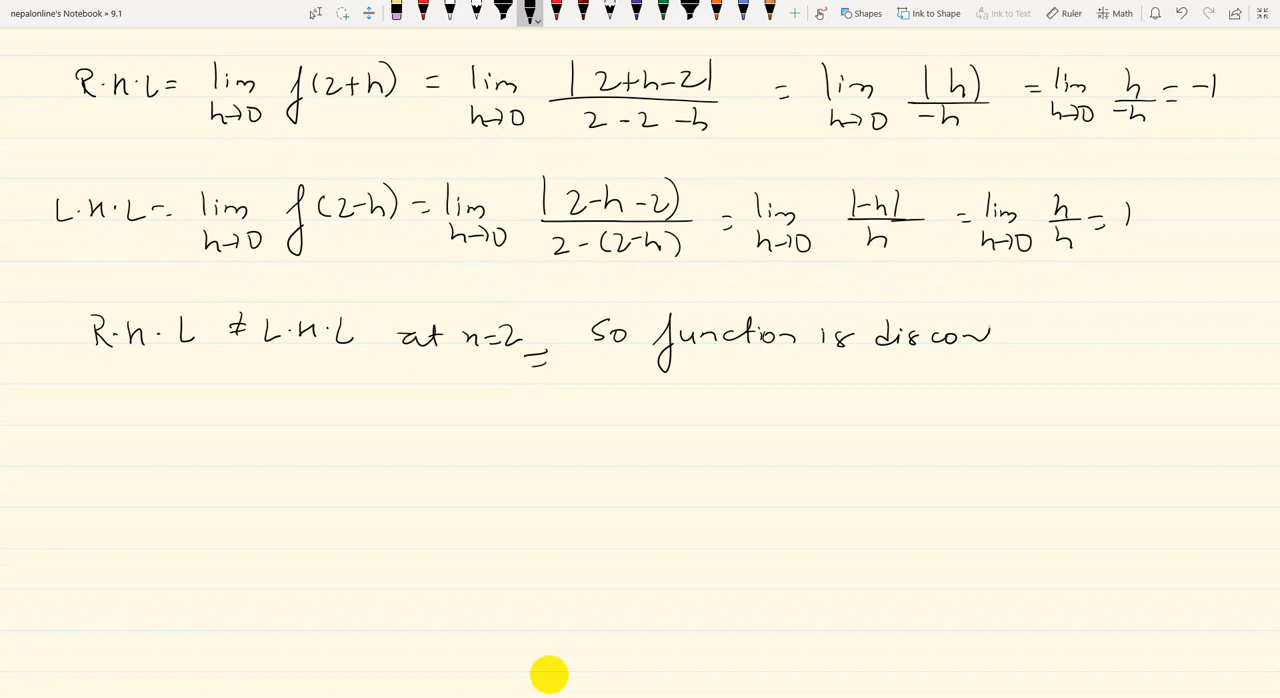 nepalonline's Notebook » 9.1 Shapes Ink to Shape Ink to Text Ruler Math
R.H.L = lim h→0 f(2+h) = lim h→0 |2+h-2| / 2-2-h = lim h→0 |h) / -h = lim h→0 h / -h = -1
L.H.L = lim h→0 f(2-h) = lim h→0 |2-h-2) / 2-(2-h) = lim h→0 |-h| / h = lim h→0 h / h = 1
R.H.L ≠ L.H.L at x=2 So function is discon